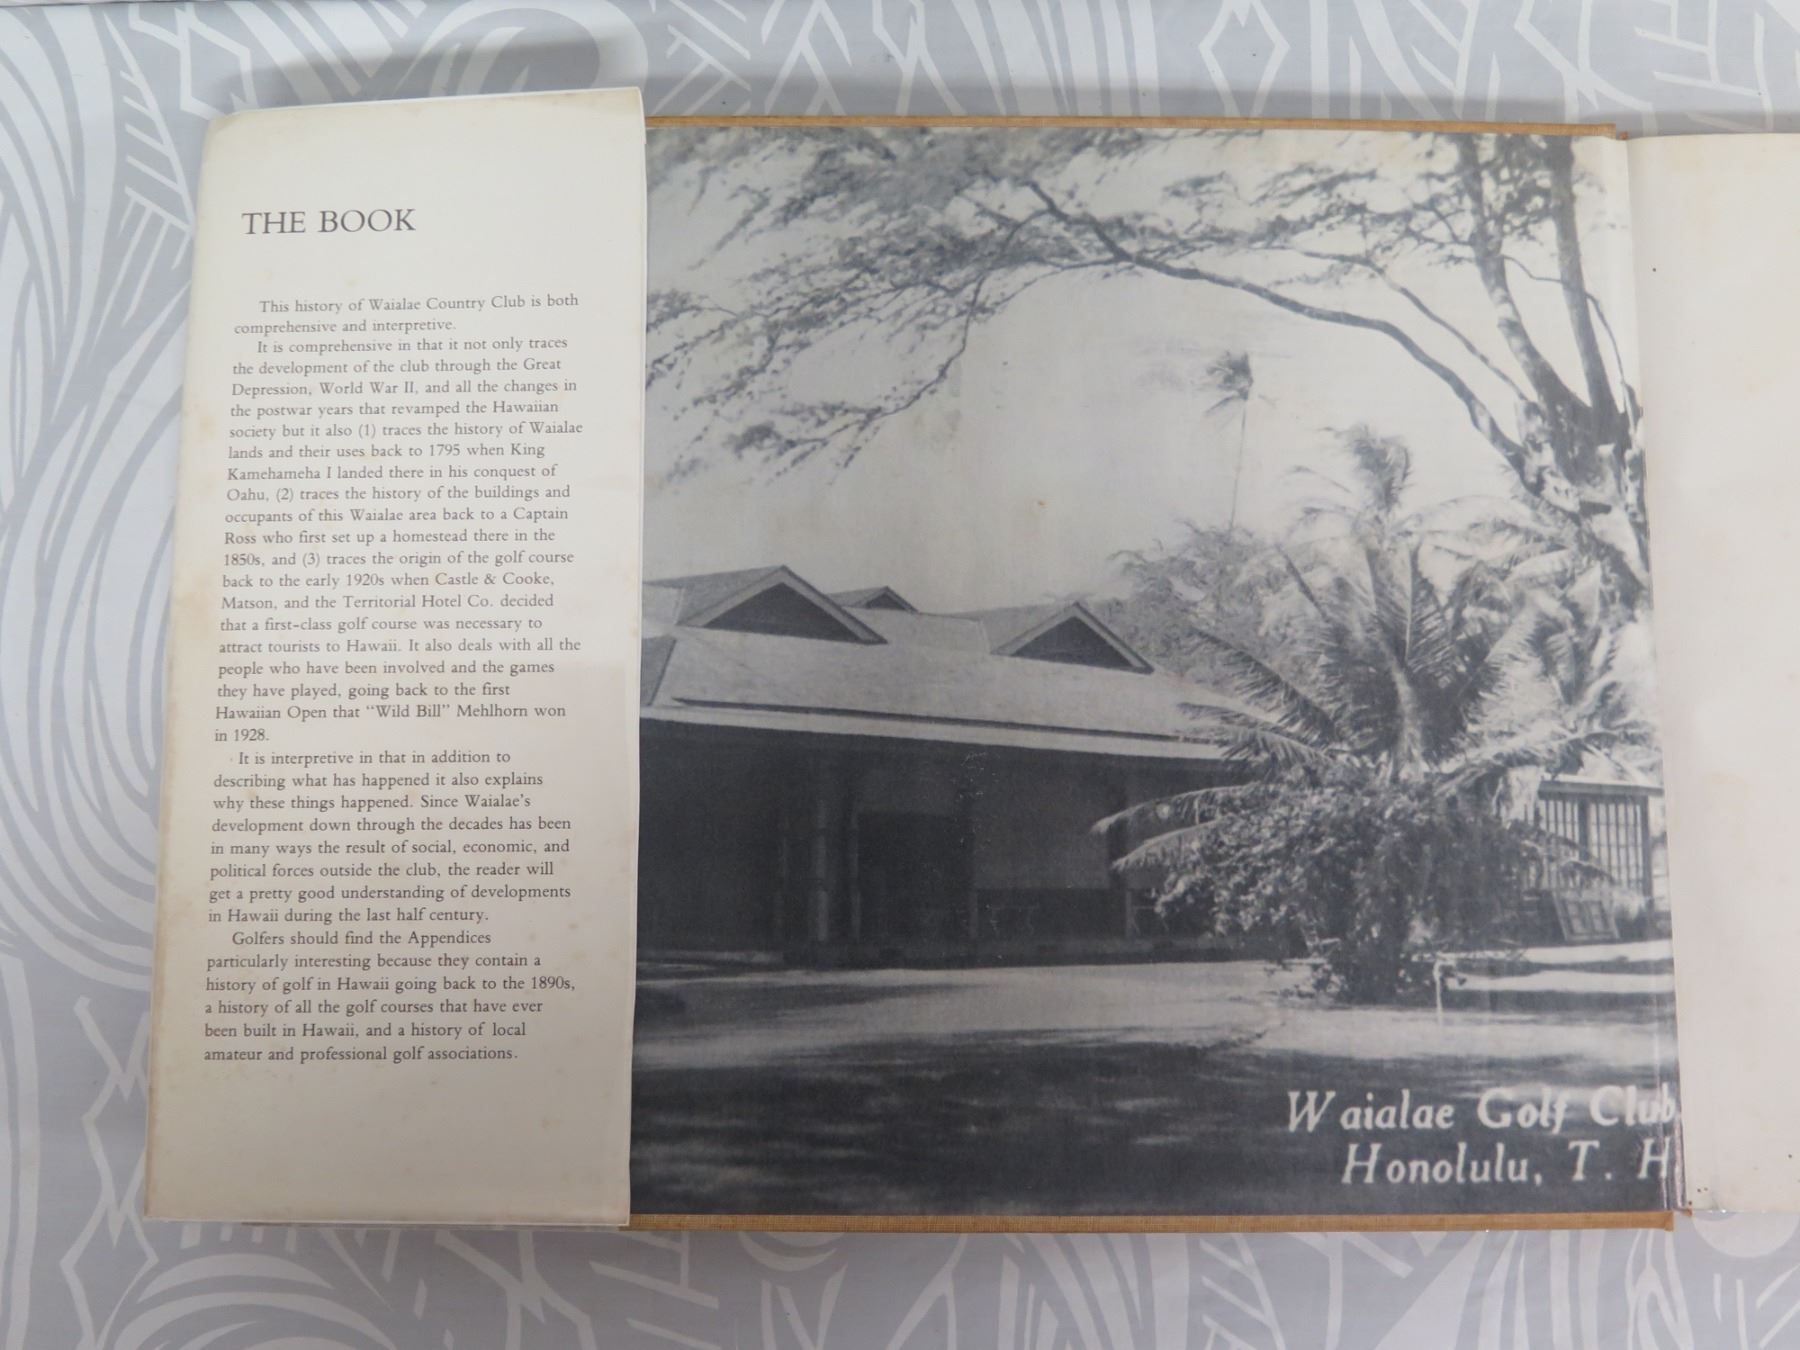 THE BOOK
This history of Waialae Country Club is both
comprehensive and interpretive.
It is comprehensive in that it not only traces
the development of the club through the Great
Depression, World War II, and all the changes in
the postwar years that revamped the Hawaiian
society but it also (1) traces the history of Waialae
lands and their uses back to 1795 when King
Kamehameha I landed there in his conquest of
Oahu, (2) traces the history of the buildings and
occupants of this Waialae area back to a Captain
Ross who first set up a homestead there in the
1850s, and (3) traces the origin of the golf course
back to the early 1920s when Castle & Cooke,
Matson, and the Territorial Hotel Co. decided
that a first-class golf course was necessary to
attract tourists to Hawaii. It also deals with all the
people who have been involved and the games
they have played, going back to the first
Hawaiian Open that “Wild Bill” Mehlhorn won
in 1928.
It is interpretive in that in addition to
describing what has happened it also explains
why these things happened. Since Waialae’s
development down through the decades has been
in many ways the result of social, economic, and
political forces outside the club, the reader will
get a pretty good understanding of developments
in Hawaii during the last half century.
Golfers should find the Appendices
particularly interesting because they contain a
history of golf in Hawaii going back to the 1890s,
a history of all the golf courses that have ever
been built in Hawaii, and a history of local
amateur and professional golf associations.
Waialae Golf Club
Honolulu, T. H